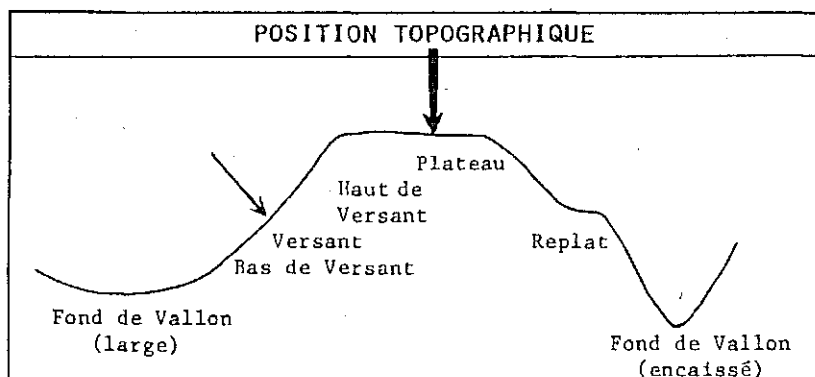 POSITION TOPOGRAPHIQUE
Plateau
Haut de
Versant
Versant
Bas de Versant
Replat
Fond de Vallon
(large)
Fond de Vallon
(encaissé)